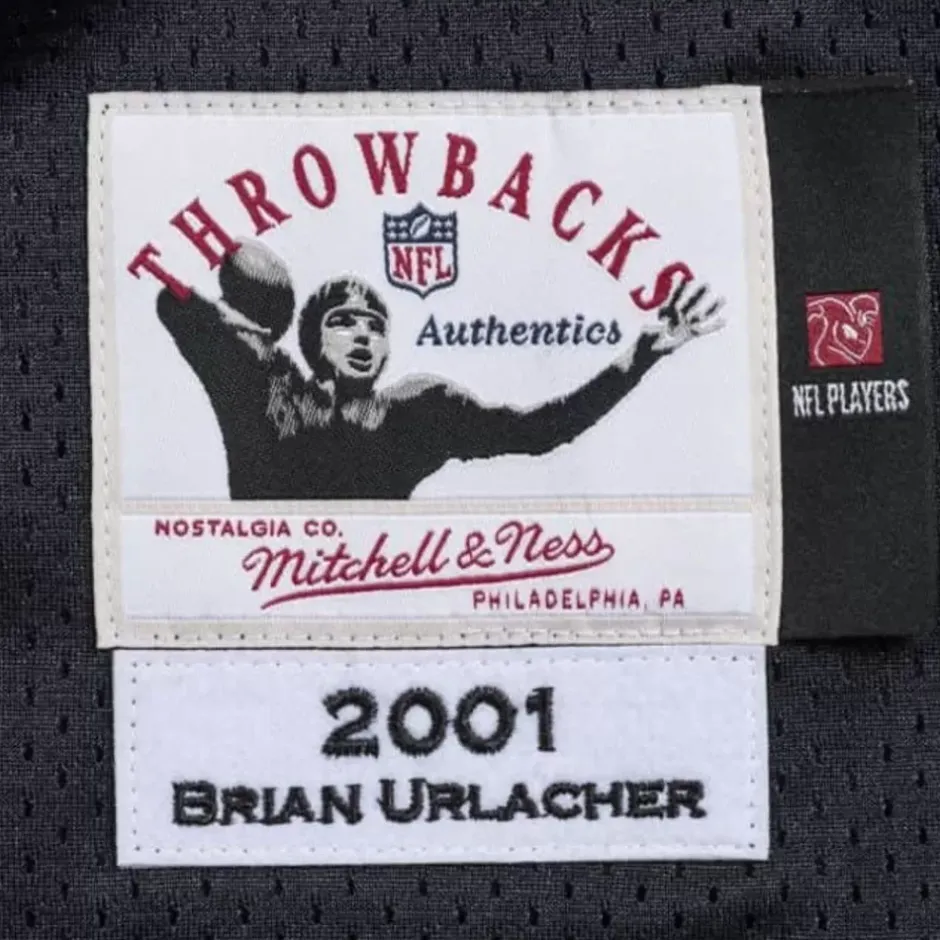 THROWBACKS
NFL
Authentics
NFL PLAYERS
NOSTALGIA CO.
Mitchell & Ness
PHILADELPHIA, PA
2001
BRIAN URLACHER